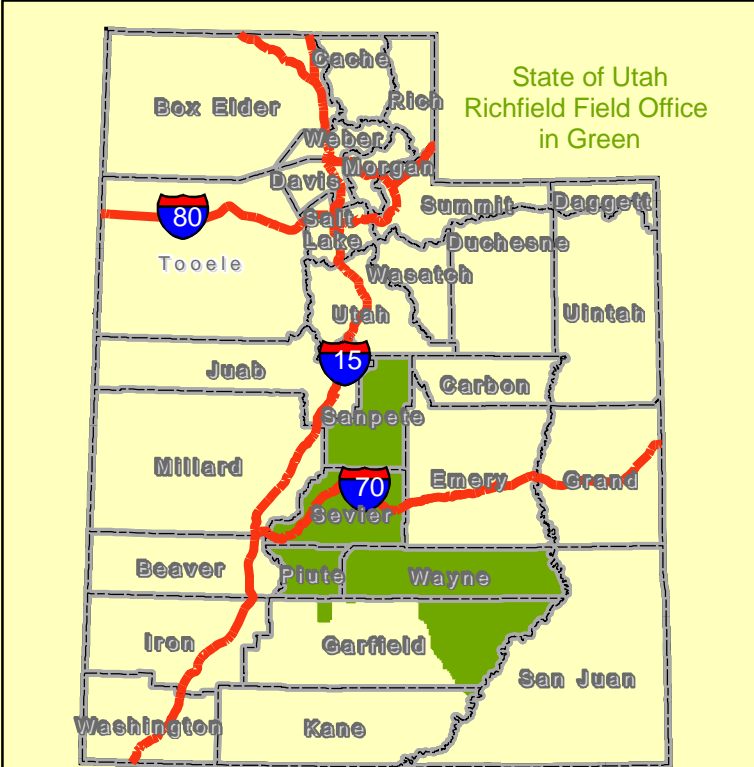 State of Utah
Richfield Field Office
in Green
Cache
Rich
Box Elder
Weber
Morgan
Davis
80
Salt
Lake
Summit
Daggett
Duchesne
Tooele
Wasatch
Utah
Uintah
15
Juab
Carbon
Sanpete
Millard
70
Emery
Grand
Sevier
Beaver
Piute
Wayne
Iron
Garfield
San Juan
Washington
Kane